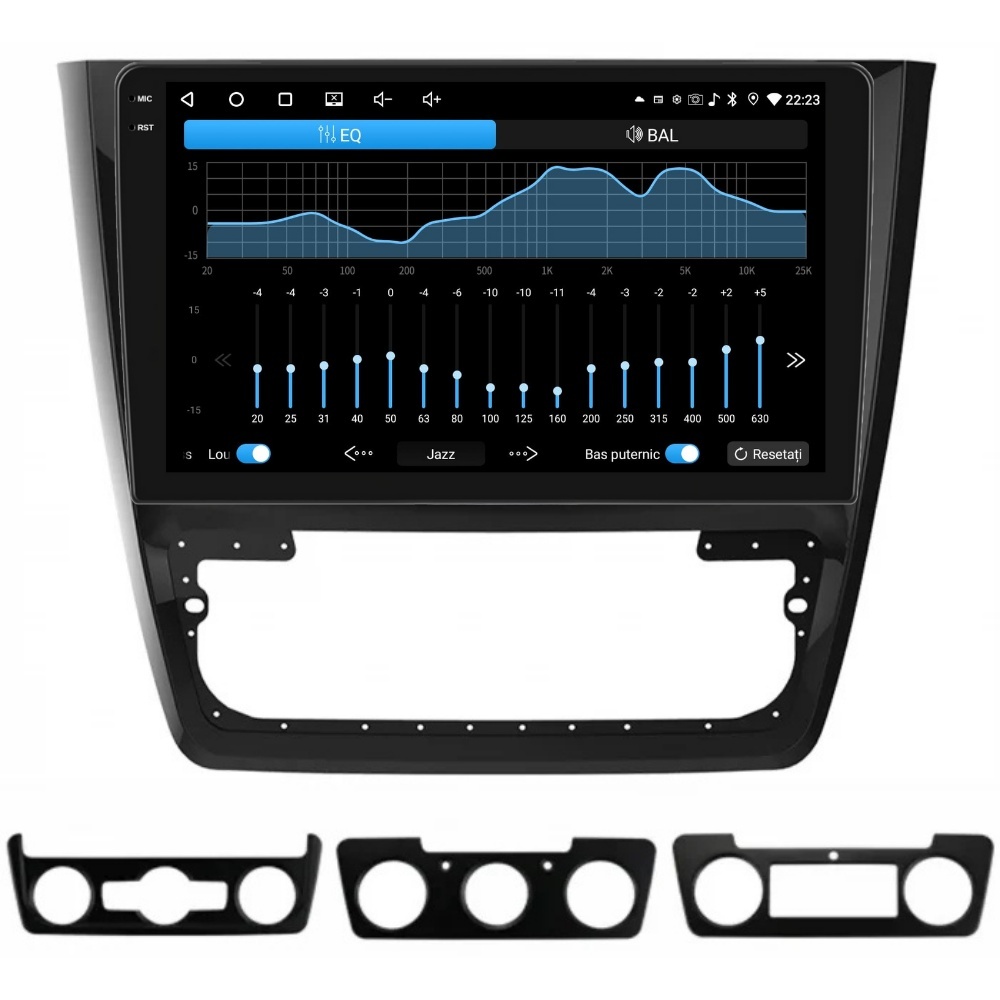 MIC
22:23
RST
EQ
BAL
15
0
-15
20 50 100 200 500 1K 2K 5K 10K 25K
-4 -4 -3 -1 0 -4 -6 -10 -10 -11 -4 -3 -2 -2 +2 +5
15
0
-15
20 25 31 40 50 63 80 100 125 160 200 250 315 400 500 630
s Lou Jazz Bas puternic Resetați